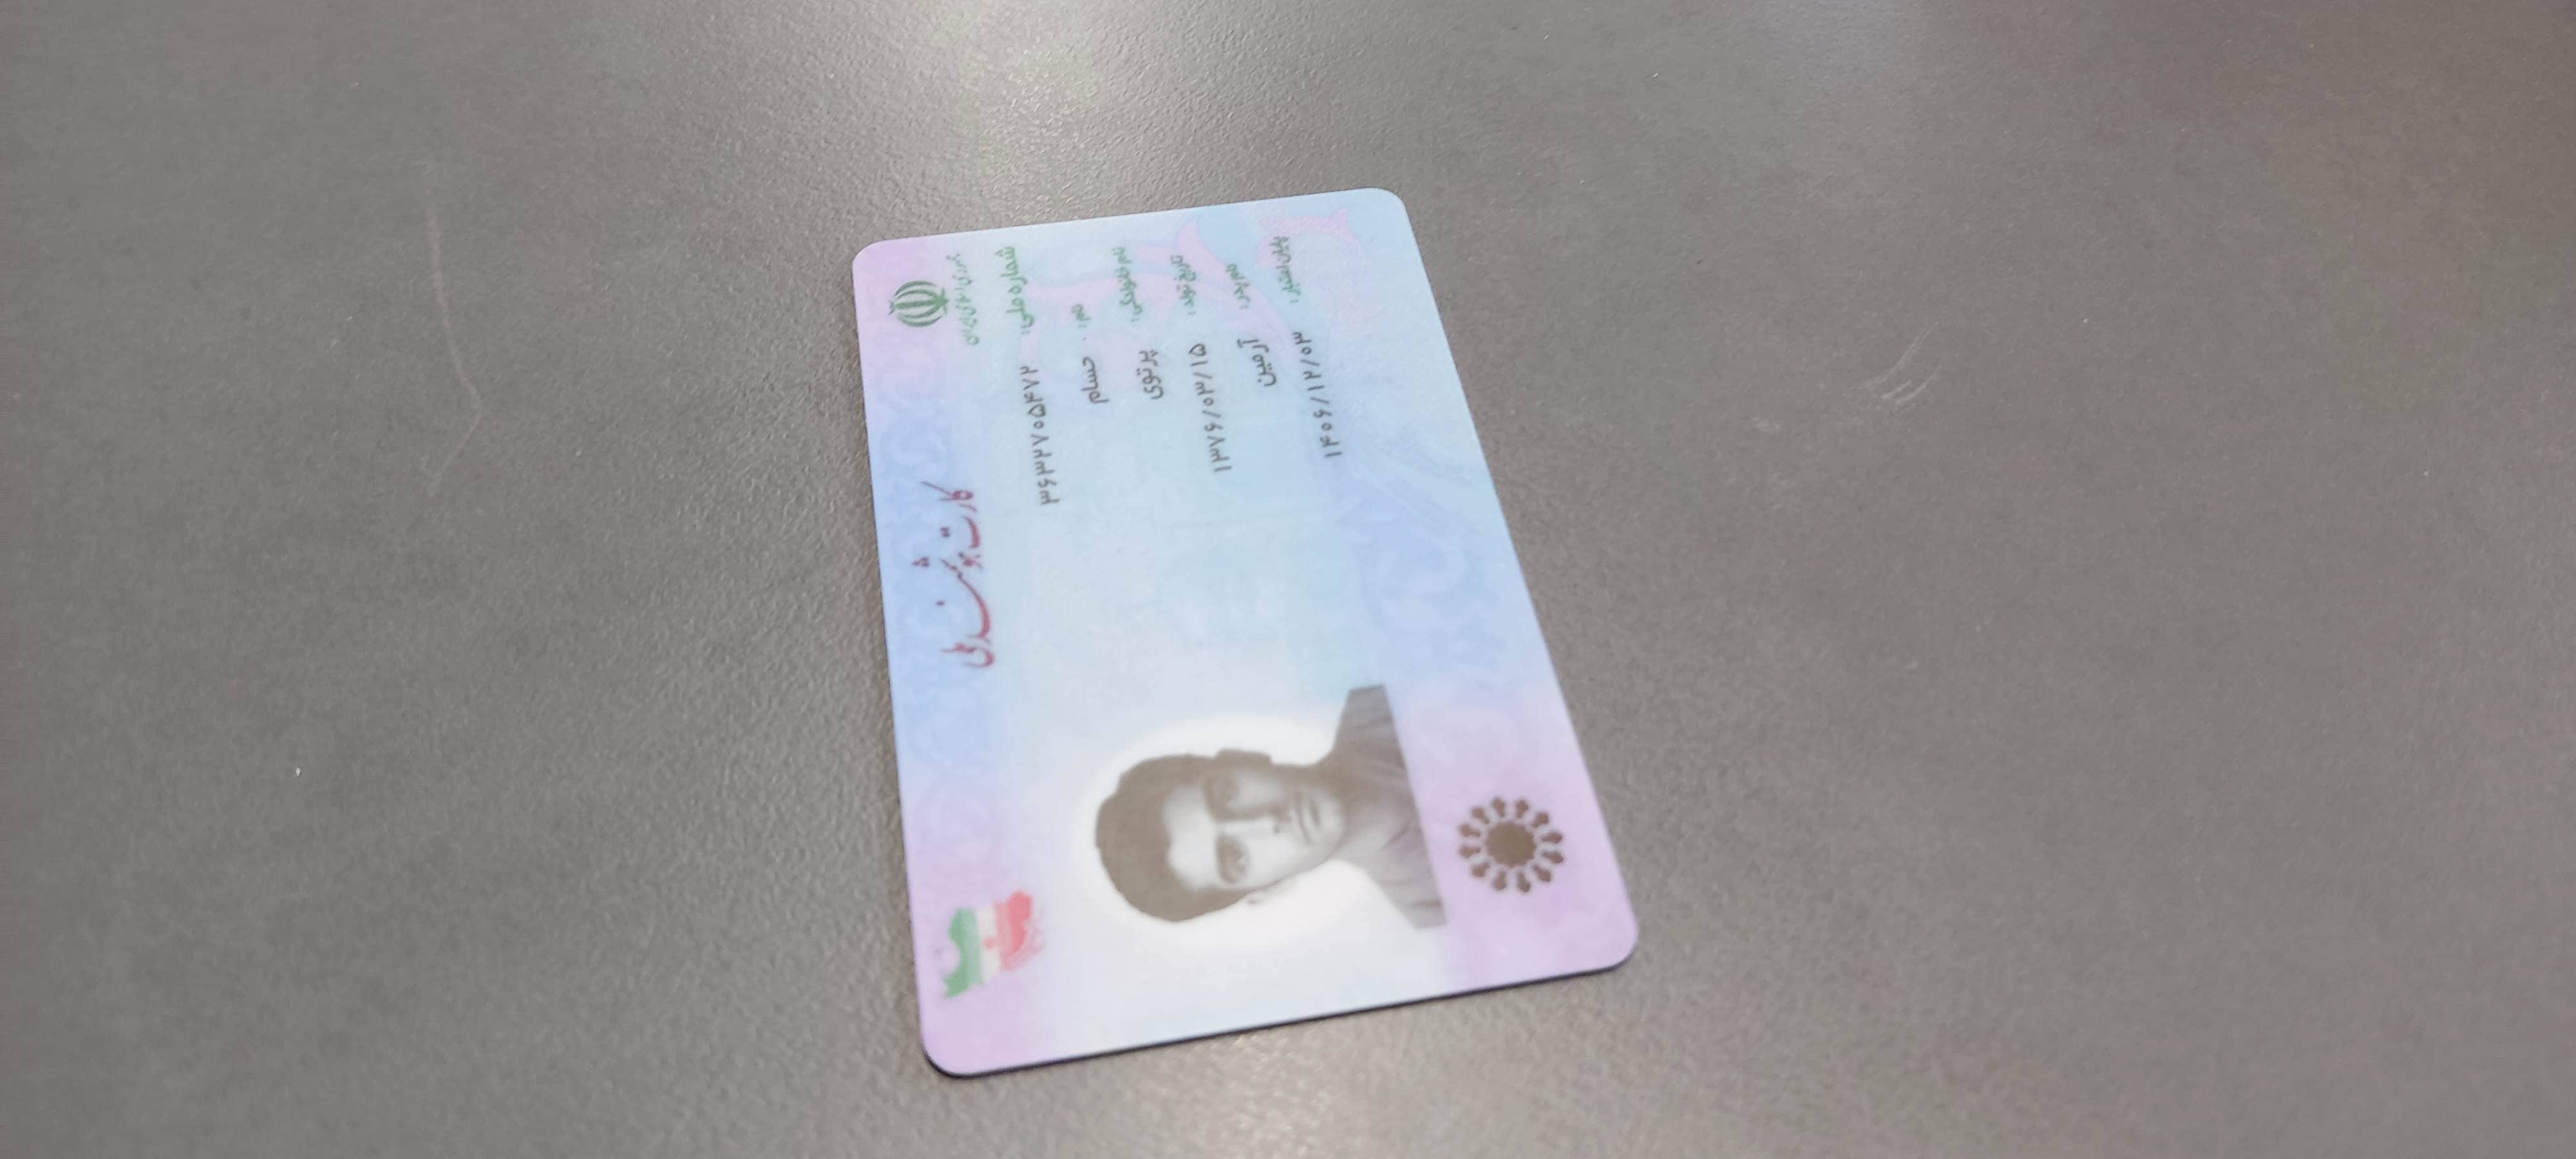 جمهوری اسلامی ایران
کارت هوشمند ملی
شماره ملی: ۳۶۳۲۷۰۵۴۷۲
نام: حسام
نام خانوادگی: پرتوی
تاریخ تولد: ۱۳۷۶/۰۳/۱۵
نام پدر: آرمین
پایان اعتبار: ۱۴۰۶/۱۲/۰۳